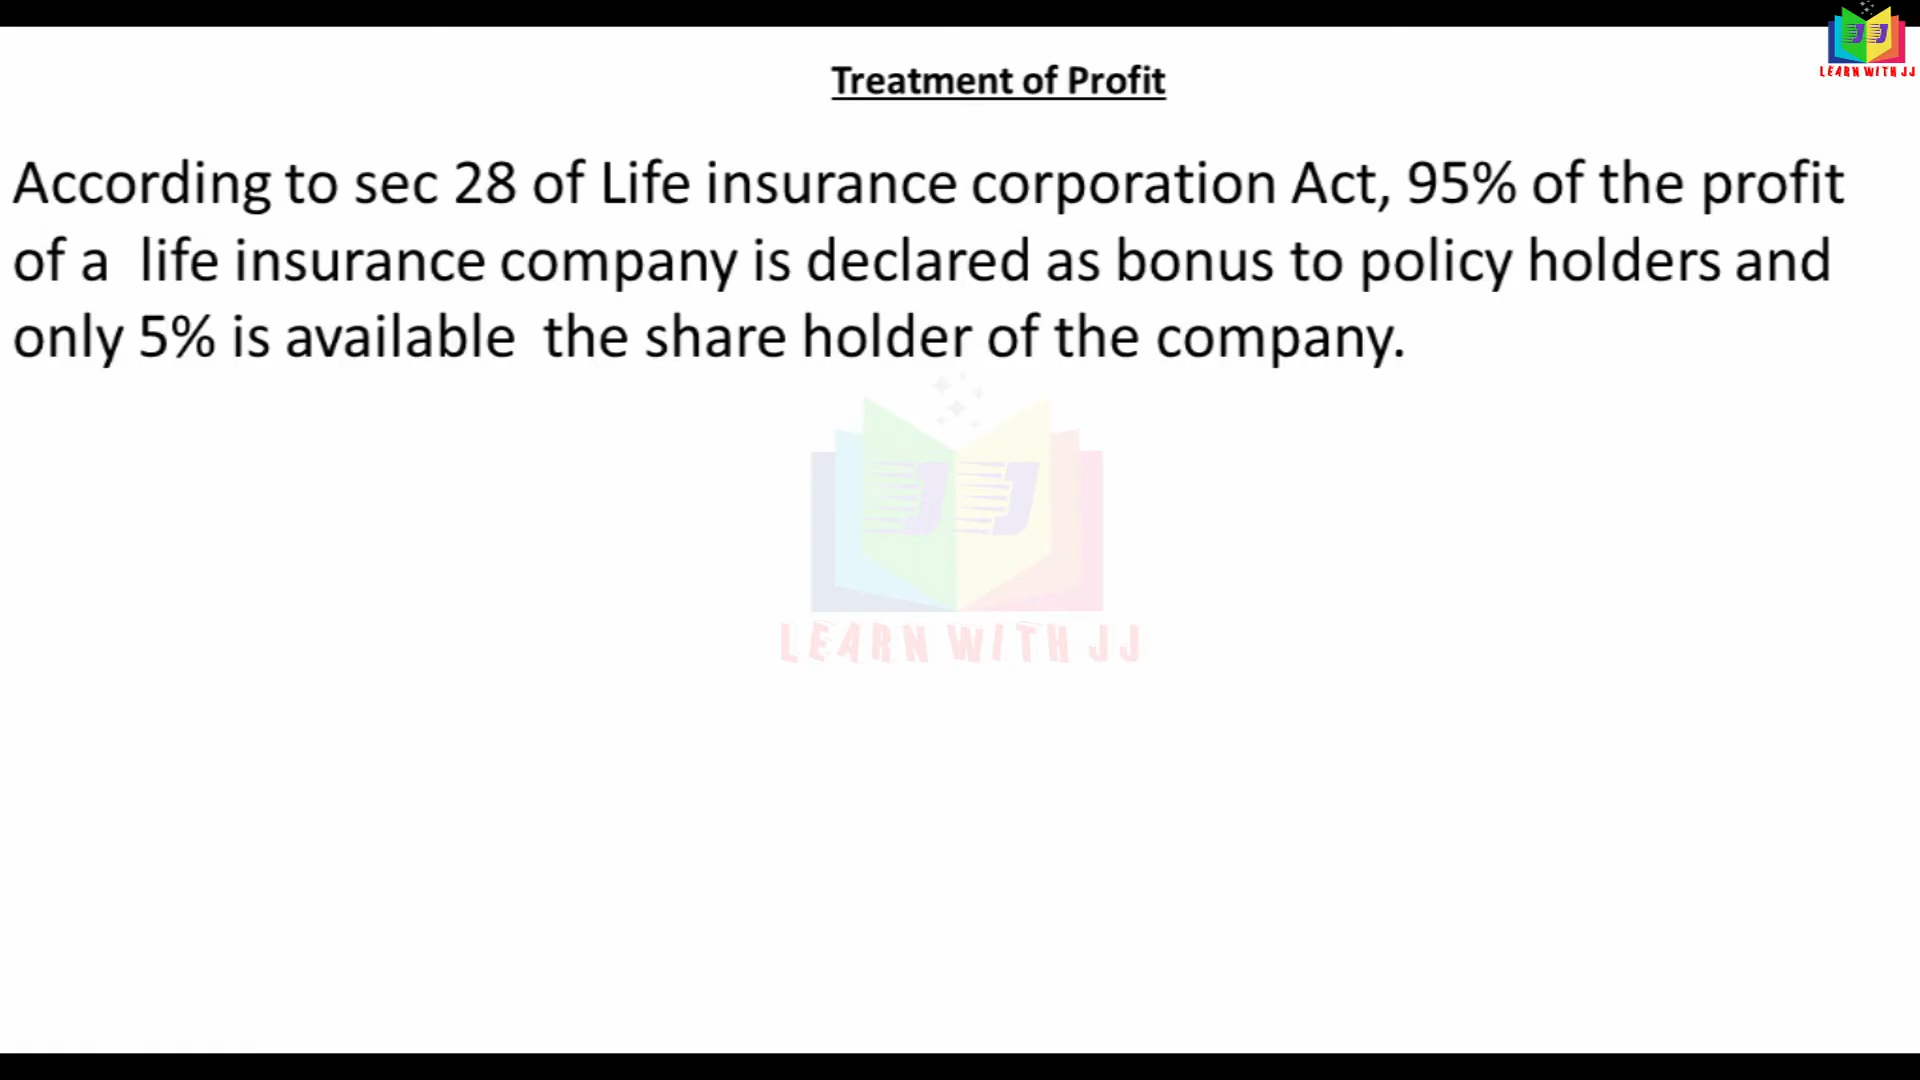 LEARN WITH JJ
Treatment of Profit
According to sec 28 of Life insurance corporation Act, 95% of the profit
of a life insurance company is declared as bonus to policy holders and
only 5% is available the share holder of the company.
JJ
LEARN WITH JJ